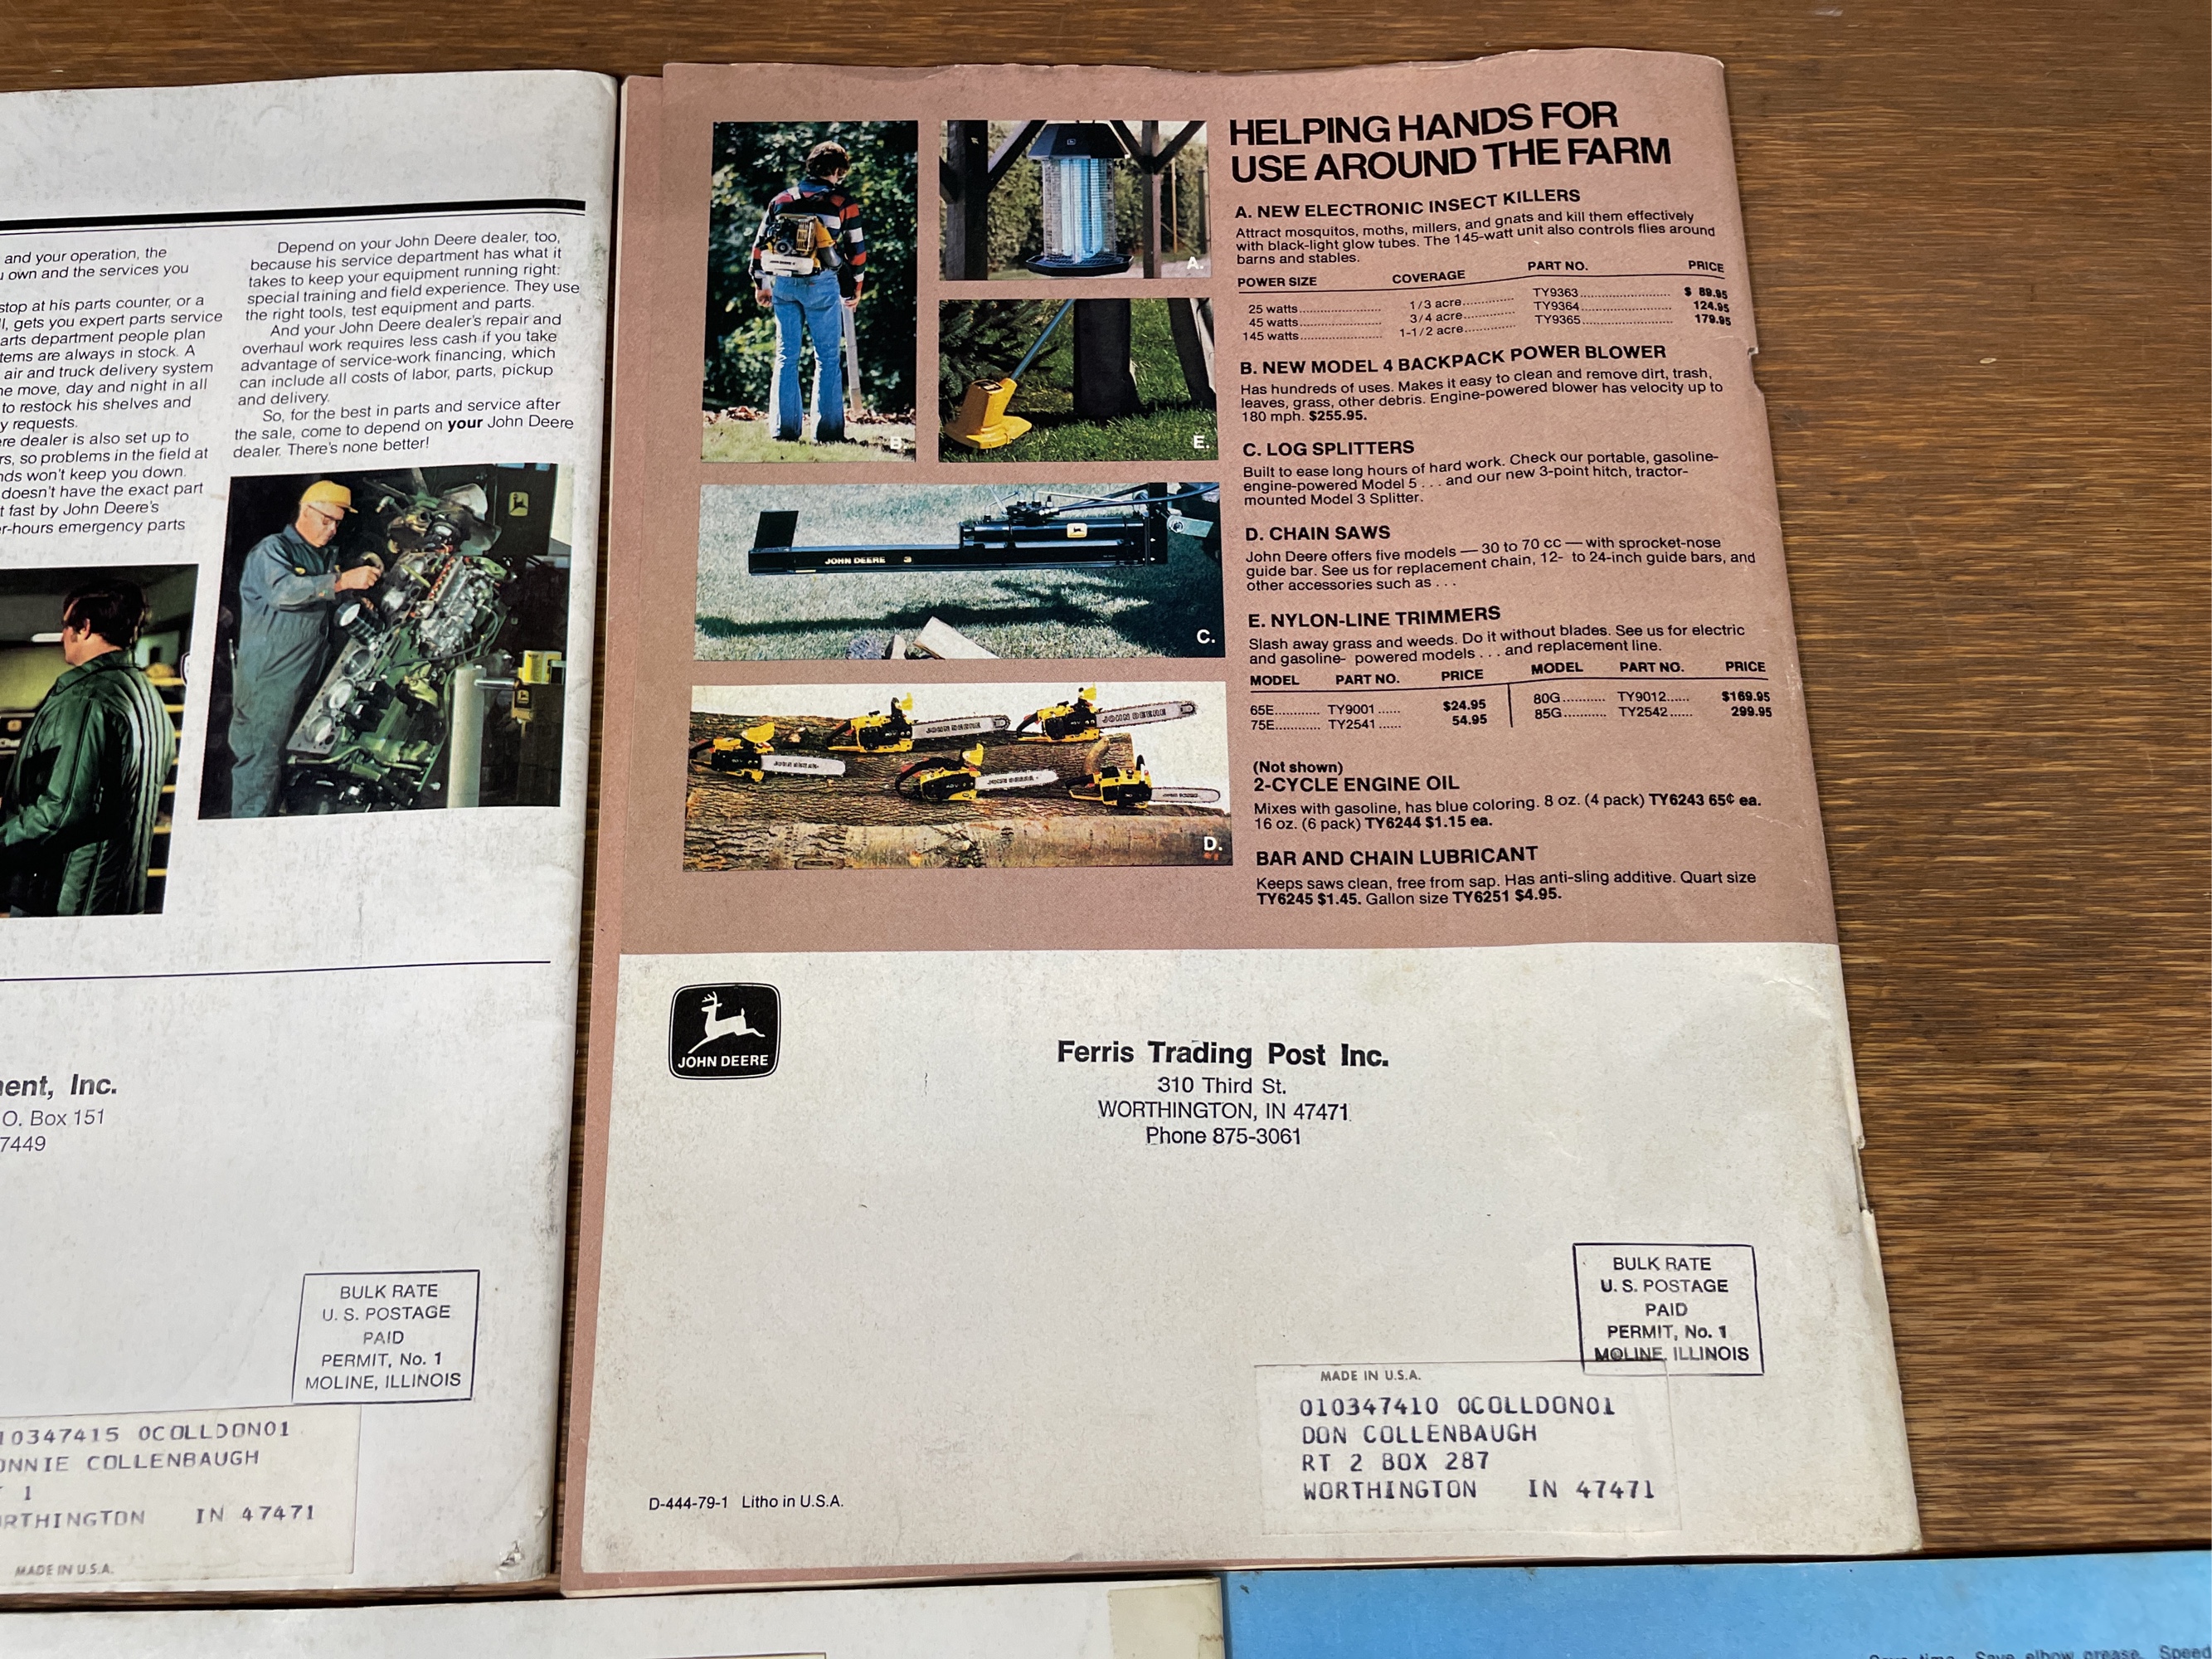 and your operation, the
own and the services you
stop at his parts counter, or a
gets you expert parts service
arts department people plan
tems are always in stock. A
air and truck delivery system
e move, day and night in all
to restock his shelves and
y requests.
re dealer is also set up to
rs, so problems in the field at
nds won't keep you down.
doesn't have the exact part
t fast by John Deere's
er-hours emergency parts
Depend on your John Deere dealer, too,
because his service department has what it
takes to keep your equipment running right:
special training and field experience. They use
the right tools, test equipment and parts.
And your John Deere dealer's repair and
overhaul work requires less cash if you take
advantage of service-work financing, which
can include all costs of labor, parts, pickup
and delivery.
So, for the best in parts and service after
the sale, come to depend on your John Deere
dealer. There's none better!
ent, Inc.
O. Box 151
7449
BULK RATE
U. S. POSTAGE
PAID
PERMIT, No. 1
MOLINE, ILLINOIS
10347415 OCOLLDON01
ONNIE COLLENBAUGH
1
ORTHINGTON IN 47471
MADE IN U.S.A.
HELPING HANDS FOR
USE AROUND THE FARM
A. NEW ELECTRONIC INSECT KILLERS
Attract mosquitos, moths, millers, and gnats and kill them effectively
with black-light glow tubes. The 145-watt unit also controls flies around
barns and stables.
POWER SIZE COVERAGE PART NO. PRICE
25 watts 1/3 acre TY9363 $ 89.95
45 watts 3/4 acre TY9364 124.95
145 watts 1-1/2 acre TY9365 179.95
B. NEW MODEL 4 BACKPACK POWER BLOWER
Has hundreds of uses. Makes it easy to clean and remove dirt, trash,
leaves, grass, other debris. Engine-powered blower has velocity up to
180 mph. $255.95.
C. LOG SPLITTERS
Built to ease long hours of hard work. Check our portable, gasoline-
engine-powered Model 5 . . . and our new 3-point hitch, tractor-
mounted Model 3 Splitter.
D. CHAIN SAWS
John Deere offers five models — 30 to 70 cc — with sprocket-nose
guide bar. See us for replacement chain, 12- to 24-inch guide bars, and
other accessories such as . . .
E. NYLON-LINE TRIMMERS
Slash away grass and weeds. Do it without blades. See us for electric
and gasoline- powered models . . . and replacement line.
MODEL PART NO. PRICE MODEL PART NO. PRICE
65E TY9001 $24.95 80G TY9012 $169.95
75E TY2541 54.95 85G TY2542 299.95
(Not shown)
2-CYCLE ENGINE OIL
Mixes with gasoline, has blue coloring. 8 oz. (4 pack) TY6243 65¢ ea.
16 oz. (6 pack) TY6244 $1.15 ea.
BAR AND CHAIN LUBRICANT
Keeps saws clean, free from sap. Has anti-sling additive. Quart size
TY6245 $1.45. Gallon size TY6251 $4.95.
A.
B.
E.
JOHN DEERE 3
C.
JOHN DEERE
JOHN DEERE
JOHN DEERE
JOHN DEERE
D.
JOHN DEERE
Ferris Trading Post Inc.
310 Third St.
WORTHINGTON, IN 47471
Phone 875-3061
BULK RATE
U. S. POSTAGE
PAID
PERMIT, No. 1
MOLINE, ILLINOIS
MADE IN U.S.A.
010347410 OCOLLDON01
DON COLLENBAUGH
RT 2 BOX 287
WORTHINGTON IN 47471
D-444-79-1 Litho in U.S.A.
Save time. Save elbow grease. Speed